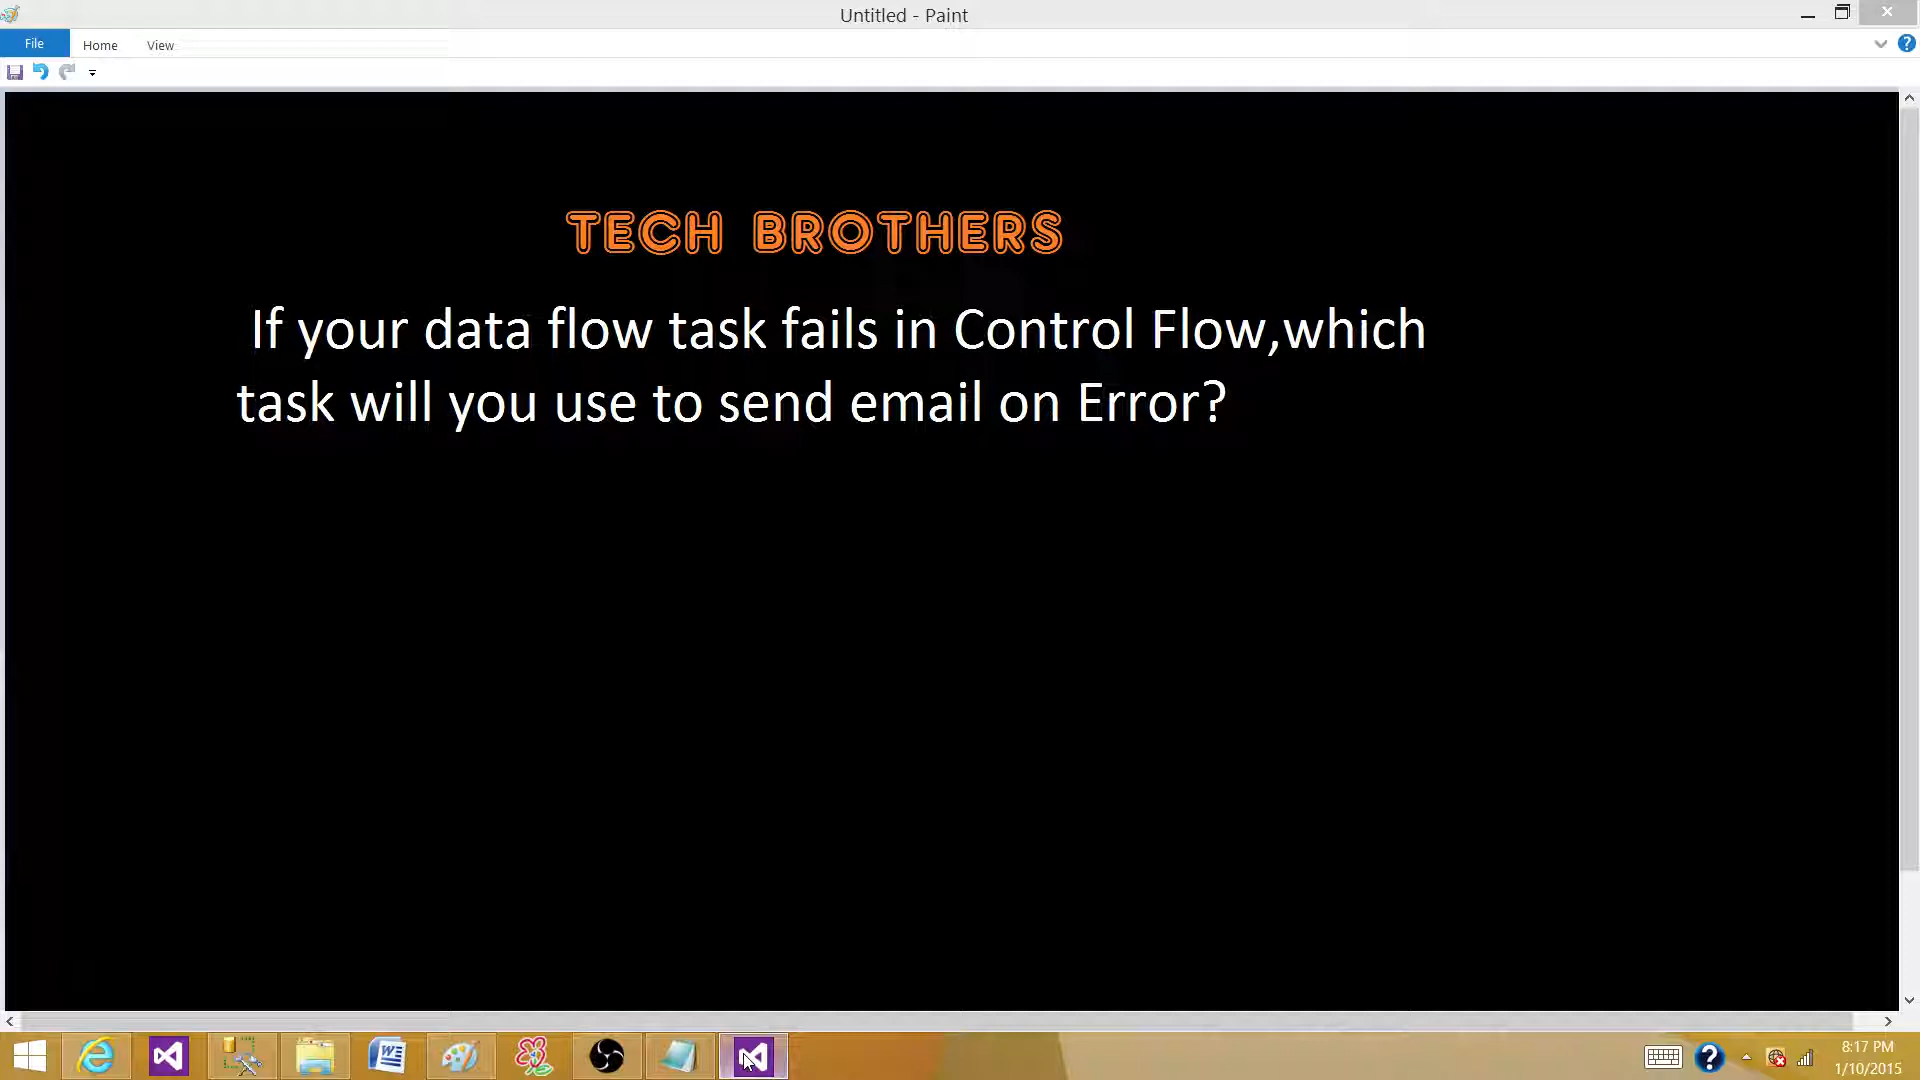 Untitled - Paint
File Home View
TECH BROTHERS
If your data flow task fails in Control Flow,which
task will you use to send email on Error?
8:17 PM
1/10/2015